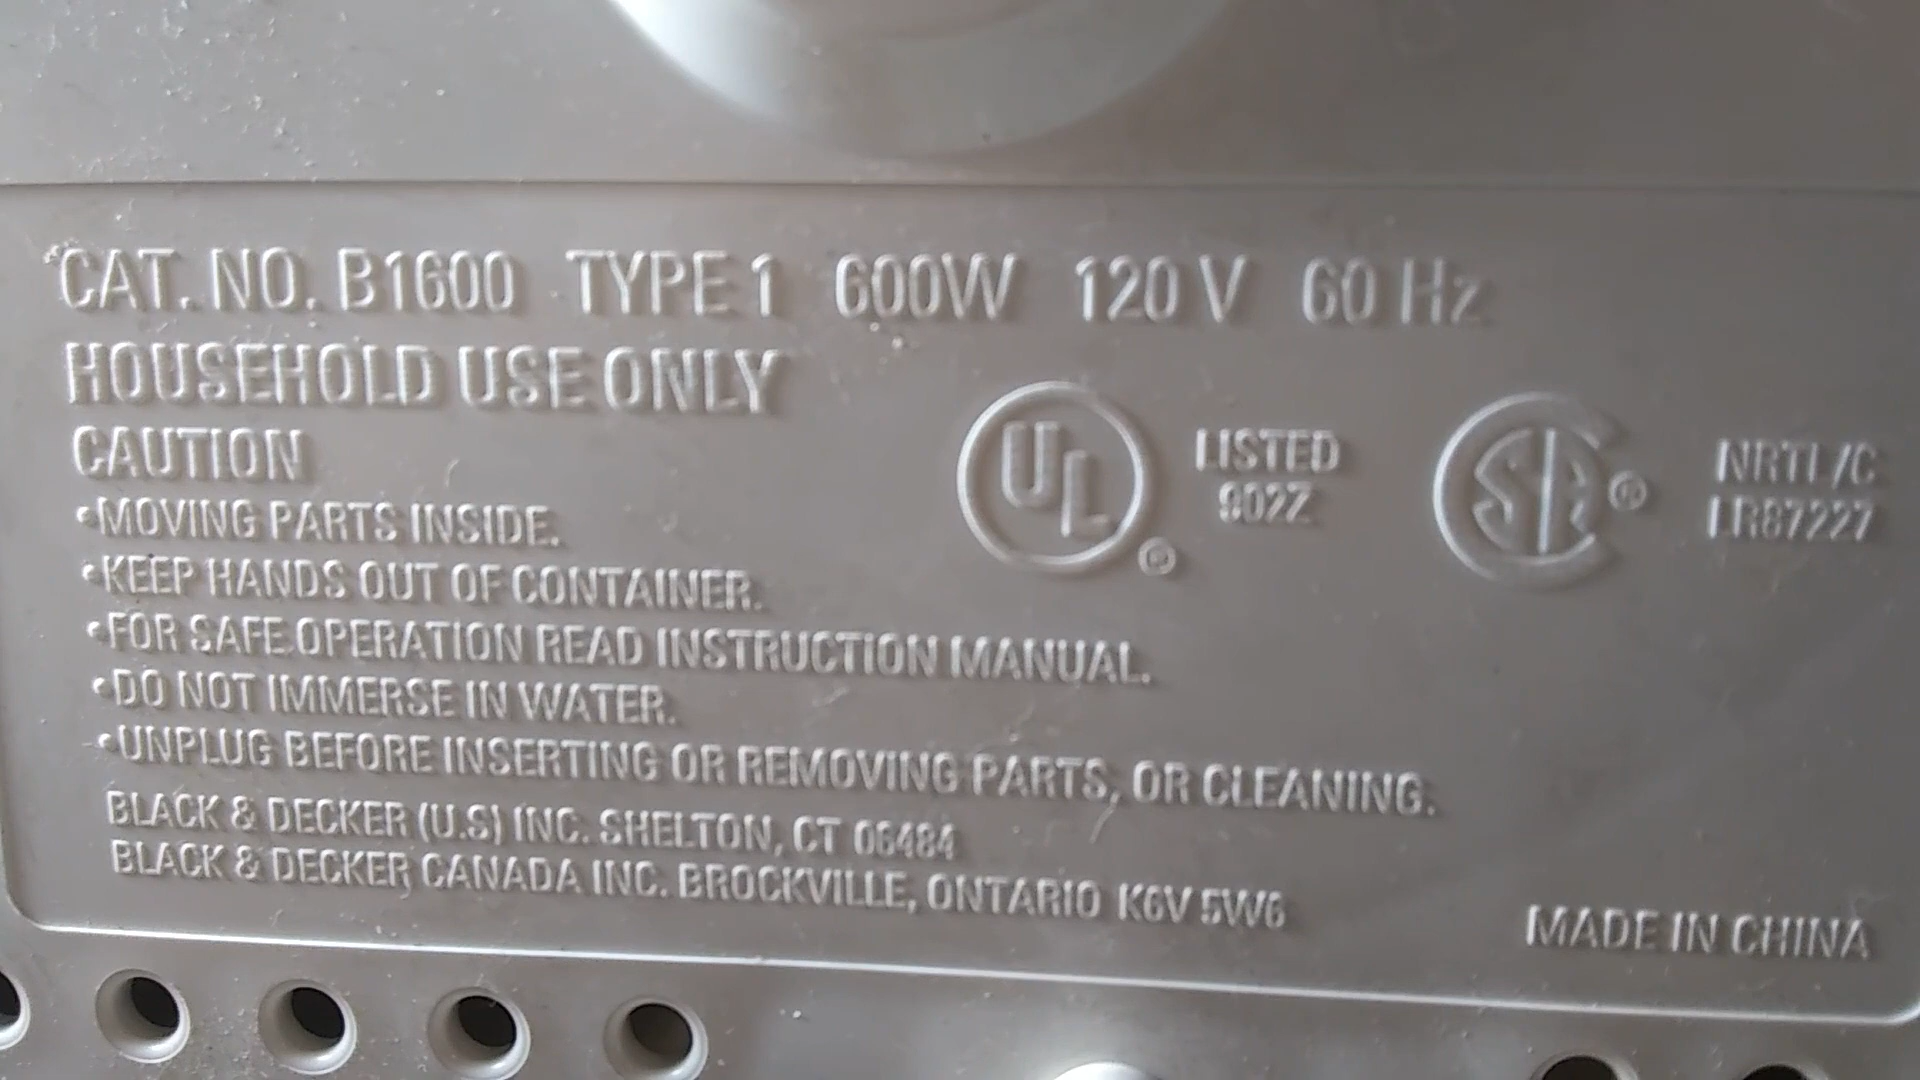 CAT. NO. B1600 TYPE 1 600W 120 V 60 Hz
HOUSEHOLD USE ONLY
CAUTION
•MOVING PARTS INSIDE.
•KEEP HANDS OUT OF CONTAINER.
•FOR SAFE OPERATION READ INSTRUCTION MANUAL.
•DO NOT IMMERSE IN WATER.
•UNPLUG BEFORE INSERTING OR REMOVING PARTS, OR CLEANING.
BLACK & DECKER (U.S) INC. SHELTON, CT 06484
BLACK & DECKER CANADA INC. BROCKVILLE, ONTARIO K6V 5W6
UL ®
LISTED
902Z
SA ®
NRTL/C
LR87227
MADE IN CHINA